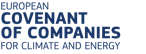 EUROPEAN
COVENANT
OF COMPANIES
FOR CLIMATE AND ENERGY